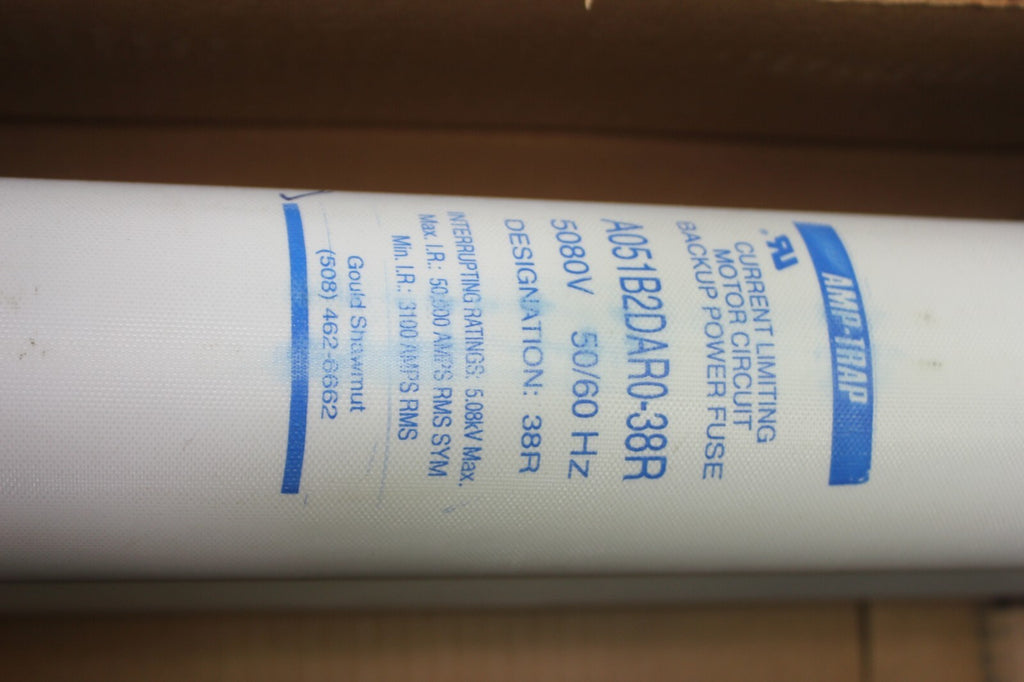 AMP-TRAP
CURRENT LIMITING
MOTOR CIRCUIT
BACKUP POWER FUSE
A051B2DAR0-38R
5080V 50/60 Hz
DESIGNATION: 38R
INTERRUPTING RATINGS: 5.08kV Max.
Max. I.R.: 50,000 AMPS RMS SYM
Min. I.R.: 3100 AMPS RMS
Gould Shawmut
(508) 462-6662